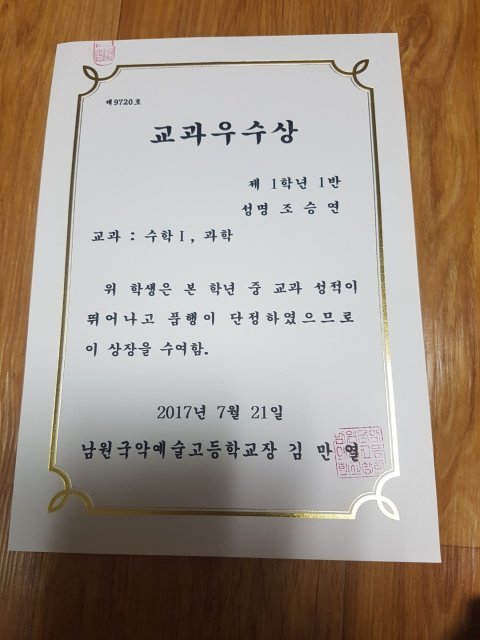 제9720호
교과우수상
제 1학년 1반
성명 조 승 연
교과 : 수학Ⅰ, 과학
위 학생은 본 학년 중 교과 성적이
뛰어나고 품행이 단정하였으므로
이 상장을 수여함.
2017년 7월 21일
남원국악예술고등학교장 김 만 열